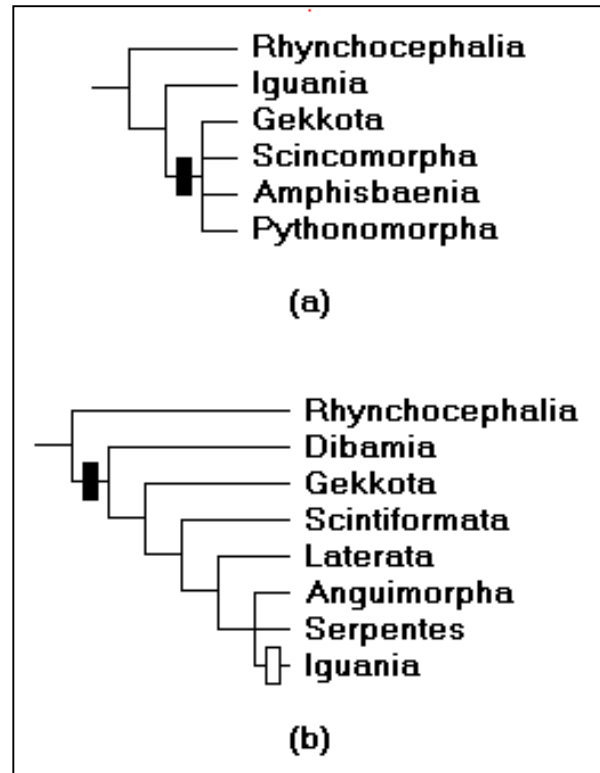 Rhynchocephalia
Iguania
Gekkota
Scincomorpha
Amphisbaenia
Pythonomorpha
(a)
Rhynchocephalia
Dibamia
Gekkota
Scintiformata
Laterata
Anguimorpha
Serpentes
Iguania
(b)